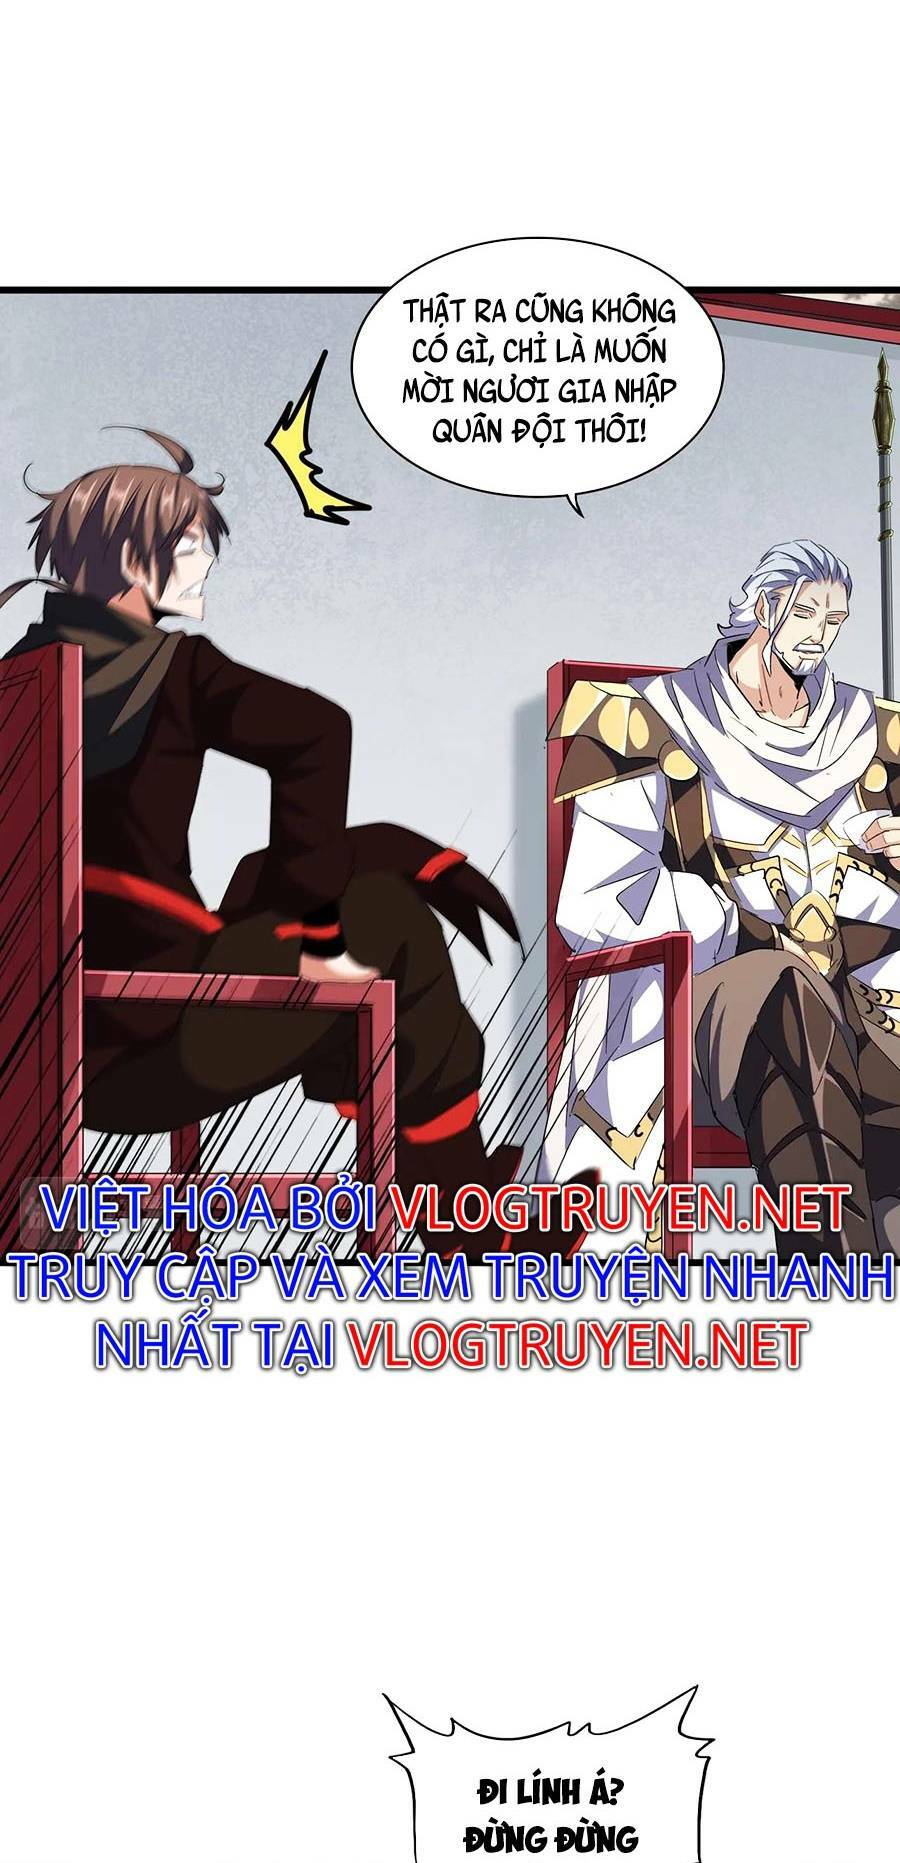 THẬT RA CŨNG KHÔNG
CÓ GÌ, CHỈ LÀ MUỐN
MỜI NGƯƠI GIA NHẬP
QUÂN ĐỘI THÔI!
VIỆT HÓA BỞI VLOGTRUYEN.NET
TRUY CẬP VÀ XEM TRUYỆN NHANH
NHẤT TẠI VLOGTRUYEN.NET
ĐI LÍNH Á?
ĐỪNG ĐỪNG